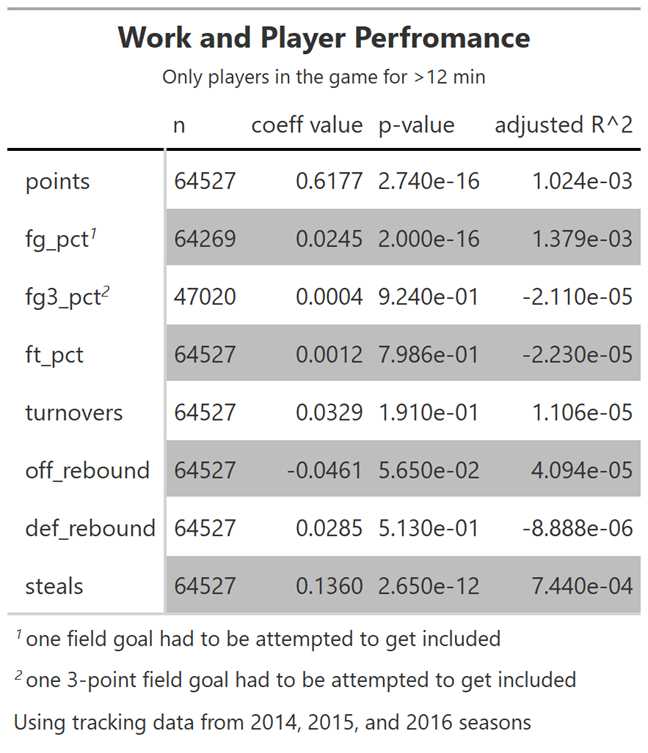 Work and Player Perfromance
Only players in the game for >12 min
n coeff value p-value adjusted R^2
points 64527 0.6177 2.740e-16 1.024e-03
fg_pct¹ 64269 0.0245 2.000e-16 1.379e-03
fg3_pct² 47020 0.0004 9.240e-01 -2.110e-05
ft_pct 64527 0.0012 7.986e-01 -2.230e-05
turnovers 64527 0.0329 1.910e-01 1.106e-05
off_rebound 64527 -0.0461 5.650e-02 4.094e-05
def_rebound 64527 0.0285 5.130e-01 -8.888e-06
steals 64527 0.1360 2.650e-12 7.440e-04
¹ one field goal had to be attempted to get included
² one 3-point field goal had to be attempted to get included
Using tracking data from 2014, 2015, and 2016 seasons